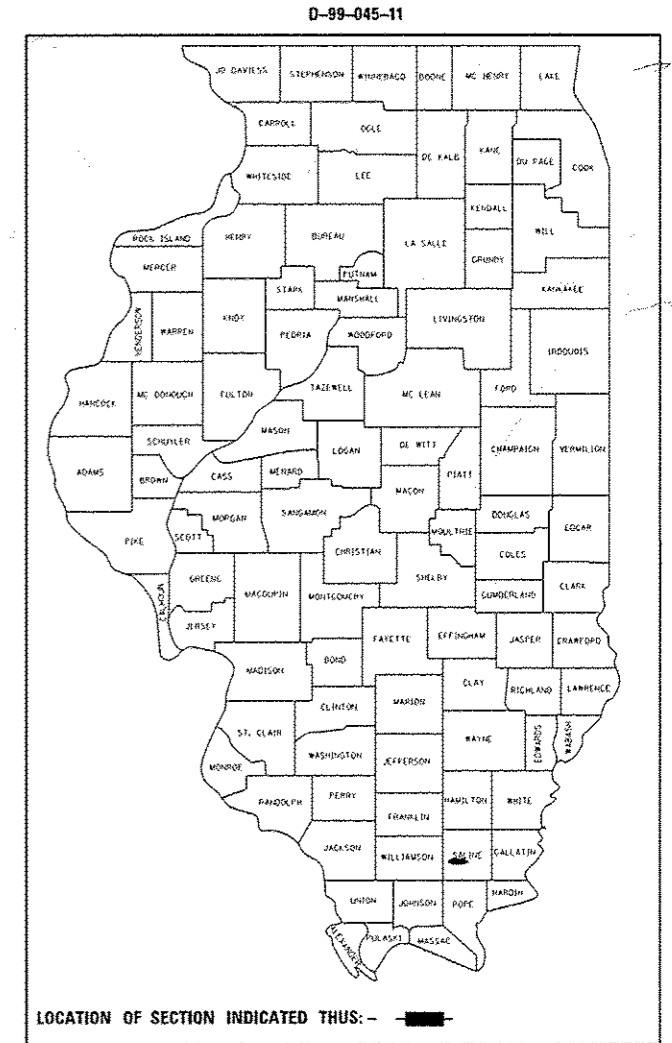 D-99-045-11
JO DAVIESS STEPHENSON WINNEBAGO BOONE MC HENRY LAKE
CARROLL OGLE DE KALB KANE DU PAGE COOK
WHITESIDE LEE KENDALL
ROCK ISLAND HENRY BUREAU LA SALLE WILL
MERCER PUTNAM GRUNDY
STARK MARSHALL KANKAKEE
HENDERSON WARREN KNOX PEORIA WOODFORD LIVINGSTON IROQUOIS
HANCOCK MC DONOUGH FULTON TAZEWELL MC LEAN FORD
SCHUYLER MASON LOGAN DE WITT CHAMPAIGN VERMILION
ADAMS BROWN CASS MENARD PIATT
MACON
PIKE SCOTT MORGAN SANGAMON MOULTRIE DOUGLAS EDGAR
CHRISTIAN COLES
CALHOUN GREENE MACOUPIN MONTGOMERY SHELBY CUMBERLAND CLARK
JERSEY FAYETTE EFFINGHAM JASPER CRAWFORD
MADISON BOND CLAY RICHLAND LAWRENCE
CLINTON MARION
ST. CLAIR WAYNE EDWARDS WABASH
MONROE WASHINGTON JEFFERSON
RANDOLPH PERRY HAMILTON WHITE
FRANKLIN
JACKSON WILLIAMSON SALINE GALLATIN
UNION JOHNSON POPE HARDIN
ALEXANDER PULASKI MASSAC
LOCATION OF SECTION INDICATED THUS: -